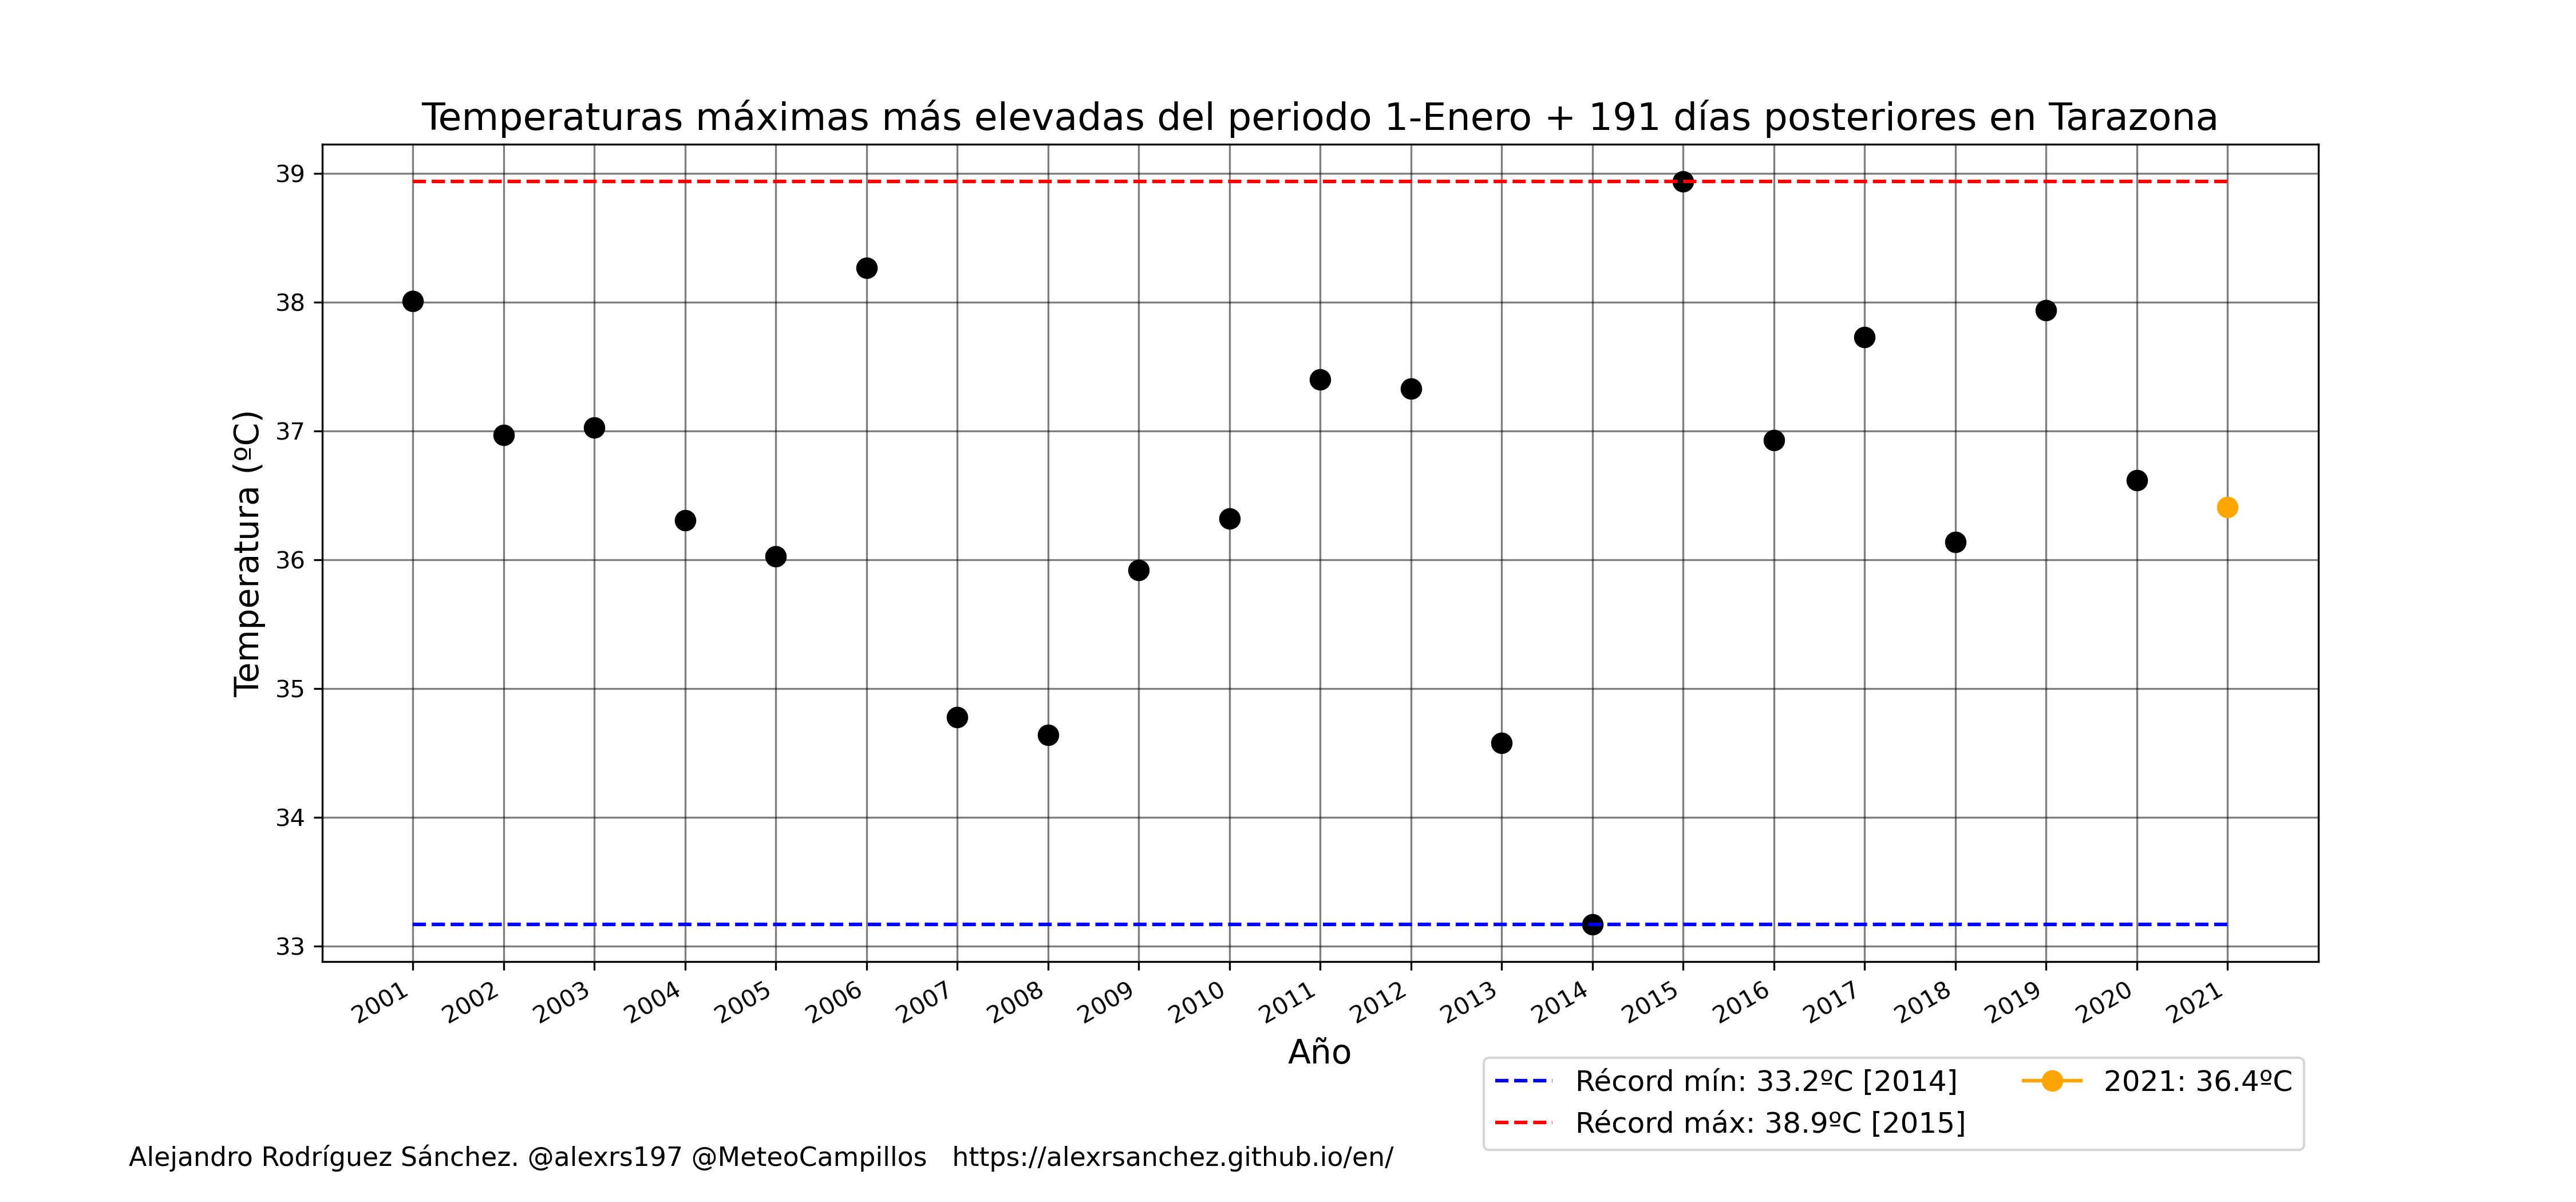 Temperaturas máximas más elevadas del periodo 1-Enero + 191 días posteriores en Tarazona
Temperatura (ºC)
39
38
37
36
35
34
33
2001 2002 2003 2004 2005 2006 2007 2008 2009 2010 2011 2012 2013 2014 2015 2016 2017 2018 2019 2020 2021
Año
Récord mín: 33.2ºC [2014]
Récord máx: 38.9ºC [2015]
2021: 36.4ºC
Alejandro Rodríguez Sánchez. @alexrs197 @MeteoCampillos https://alexrsanchez.github.io/en/